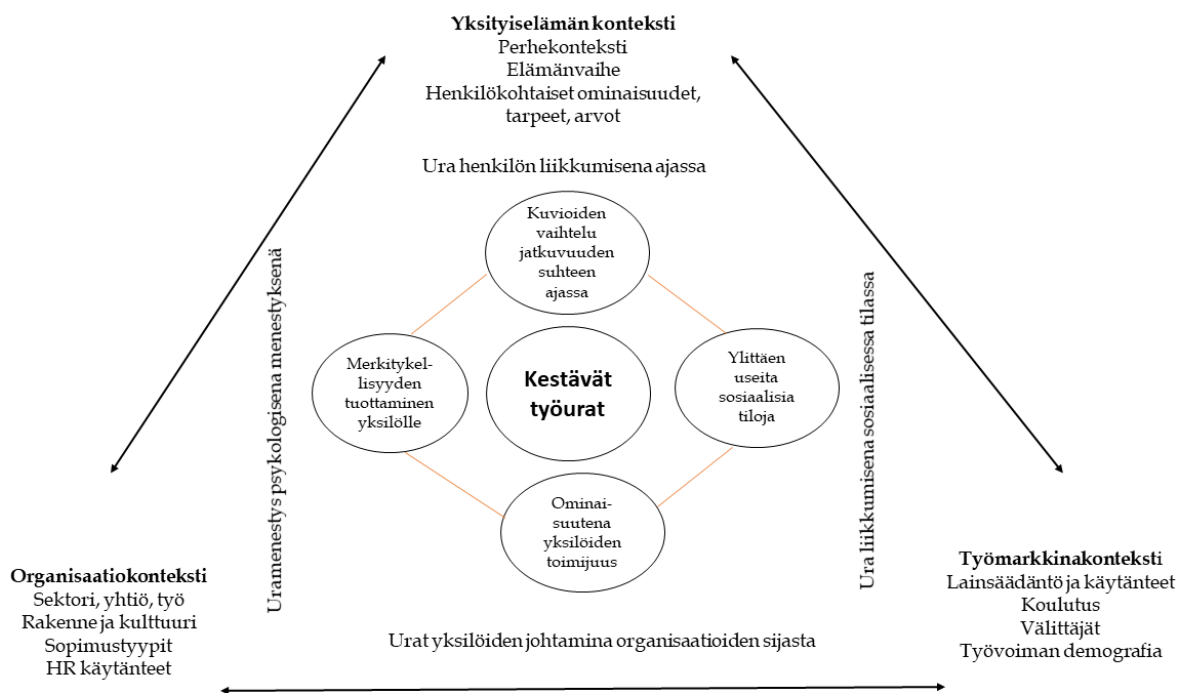 Yksityiselämän konteksti
Perhekonteksti
Elämänvaihe
Henkilökohtaiset ominaisuudet,
tarpeet, arvot
Ura henkilön liikkumisena ajassa
Kuvioiden
vaihtelu
jatkuvuuden
suhteen
ajassa
Uramenestys psykologisena menestyksenä
Merkitykel-
lisyyden
tuottaminen
yksilölle
Kestävät
työurat
Ylittäen
useita
sosiaalisia
tiloja
Ura liikkumisena sosiaalisessa tilassa
Ominai-
suutena
yksilöiden
toimijuus
Organisaatiokonteksti
Sektori, yhtiö, työ
Rakenne ja kulttuuri
Sopimustyypit
HR käytänteet
Urat yksilöiden johtamina organisaatioiden sijasta
Työmarkkinakonteksti
Lainsäädäntö ja käytänteet
Koulutus
Välittäjät
Työvoiman demografia